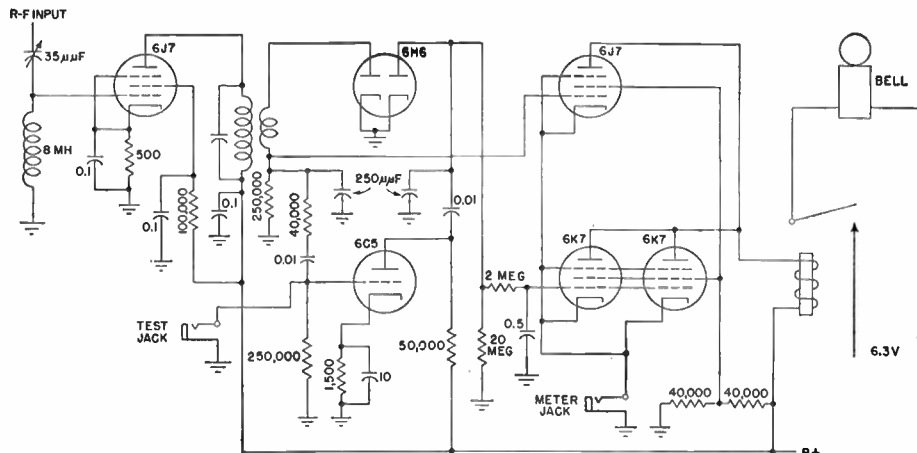 R-F INPUT
35μμF
8 MH
6J7
0.1
500
0.1
100,000
0.1
250,000
40,000
0.01
250μμF
6H6
0.01
6C5
TEST
JACK
250,000
1,500
10
50,000
2 MEG
20
MEG
0.5
6J7
6K7
6K7
METER
JACK
40,000
40,000
BELL
6.3V
B+